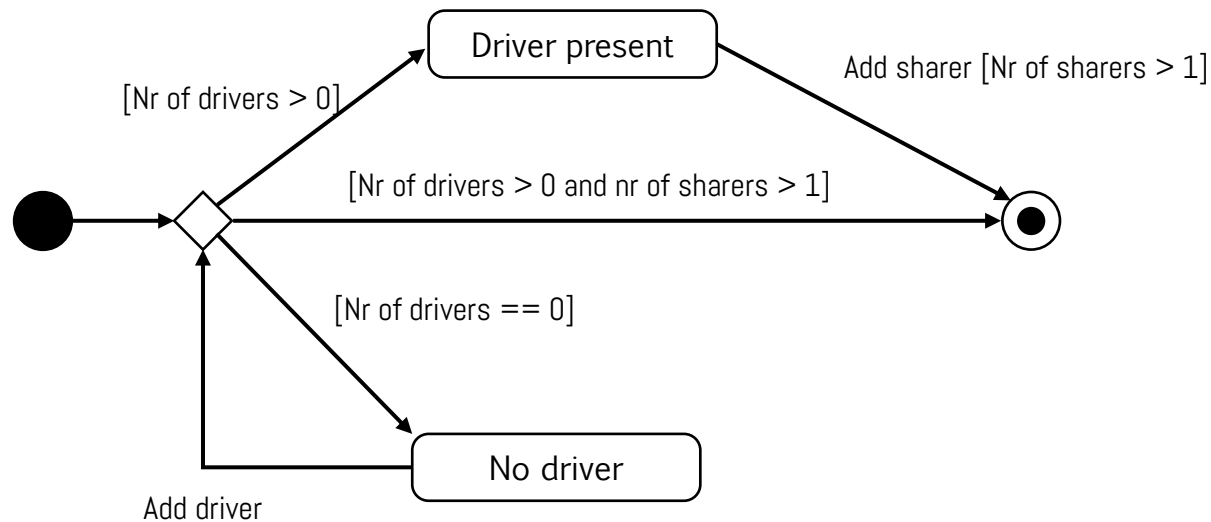 Driver present
Add sharer [Nr of sharers > 1]
[Nr of drivers > 0]
[Nr of drivers > 0 and nr of sharers > 1]
[Nr of drivers == 0]
No driver
Add driver